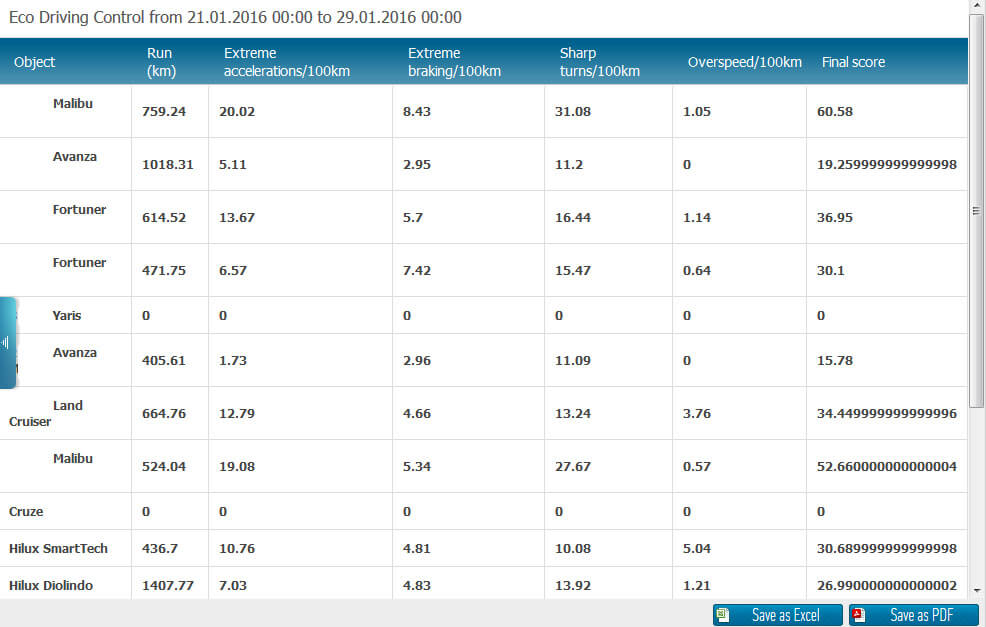 Eco Driving Control from 21.01.2016 00:00 to 29.01.2016 00:00
Object Run (km) Extreme accelerations/100km Extreme braking/100km Sharp turns/100km Overspeed/100km Final score
Malibu 759.24 20.02 8.43 31.08 1.05 60.58
Avanza 1018.31 5.11 2.95 11.2 0 19.259999999999998
Fortuner 614.52 13.67 5.7 16.44 1.14 36.95
Fortuner 471.75 6.57 7.42 15.47 0.64 30.1
Yaris 0 0 0 0 0 0
Avanza 405.61 1.73 2.96 11.09 0 15.78
Land Cruiser 664.76 12.79 4.66 13.24 3.76 34.449999999999996
Malibu 524.04 19.08 5.34 27.67 0.57 52.660000000000004
Cruze 0 0 0 0 0 0
Hilux SmartTech 436.7 10.76 4.81 10.08 5.04 30.689999999999998
Hilux Diolindo 1407.77 7.03 4.83 13.92 1.21 26.990000000000002
Save as Excel Save as PDF